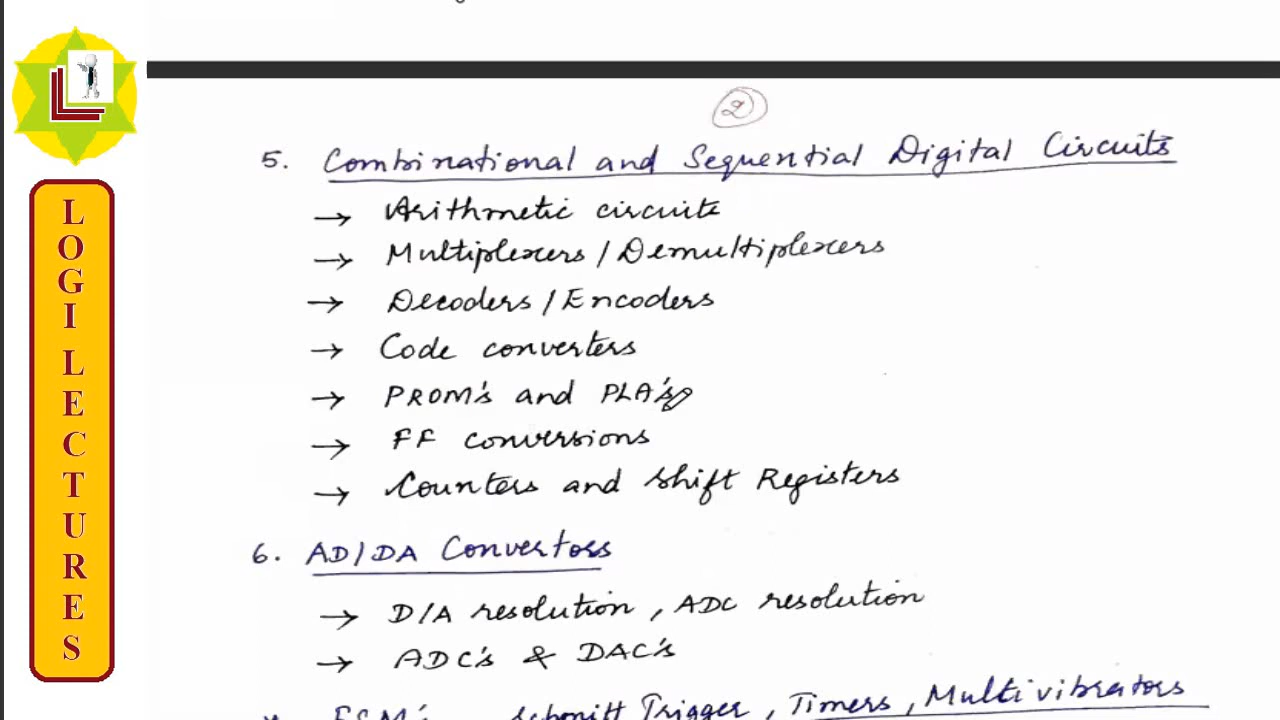 LOGI LECTURES
2
5. Combinational and Sequential Digital Circuits
→ Arithmetic circuits
→ Multiplexers / Demultiplexers
→ Decoders / Encoders
→ Code converters
→ PROM's and PLA's
→ FF conversions
→ Counters and Shift Registers
6. AD/DA Convertors
→ D/A resolution, ADC resolution
→ ADC's & DAC's
FSM's Schmitt Trigger, Timers, Multivibrators